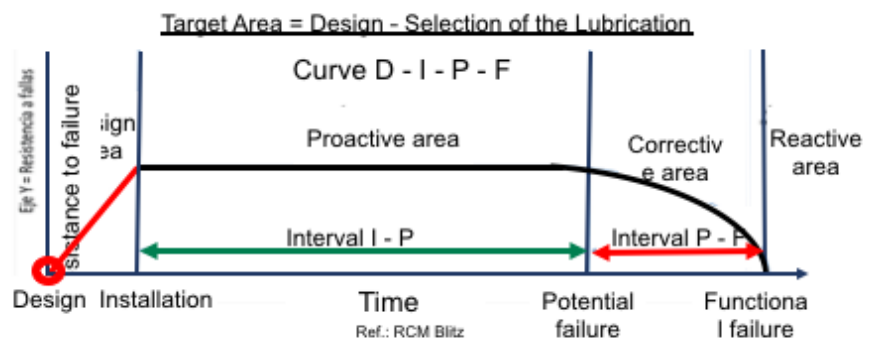 Target Area = Design - Selection of the Lubrication
Curve D - I - P - F
Eje Y = Resistencia a fallas
sistance to failure
sign
ea
Proactive area
Correctiv
e area
Reactive
area
Interval I - P
Interval P - F
Design
Installation
Time
Potential
failure
Functiona
l failure
Ref.: RCM Blitz